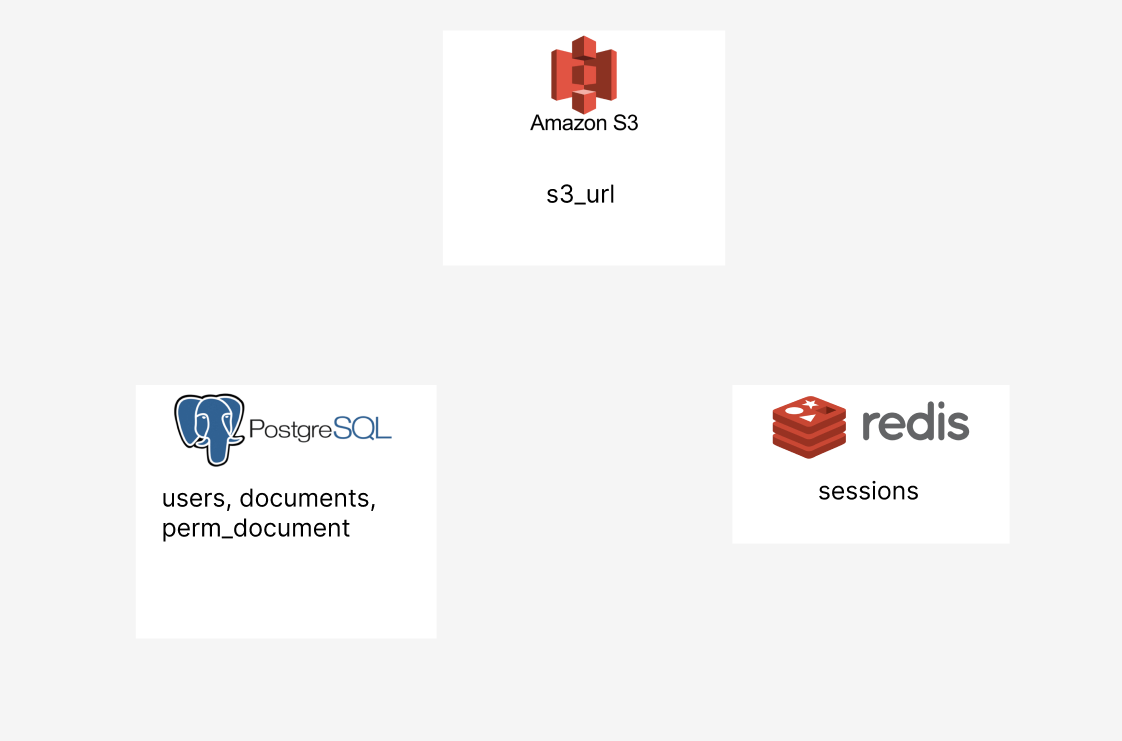 Amazon S3
s3_url
PostgreSQL
users, documents,
perm_document
redis
sessions